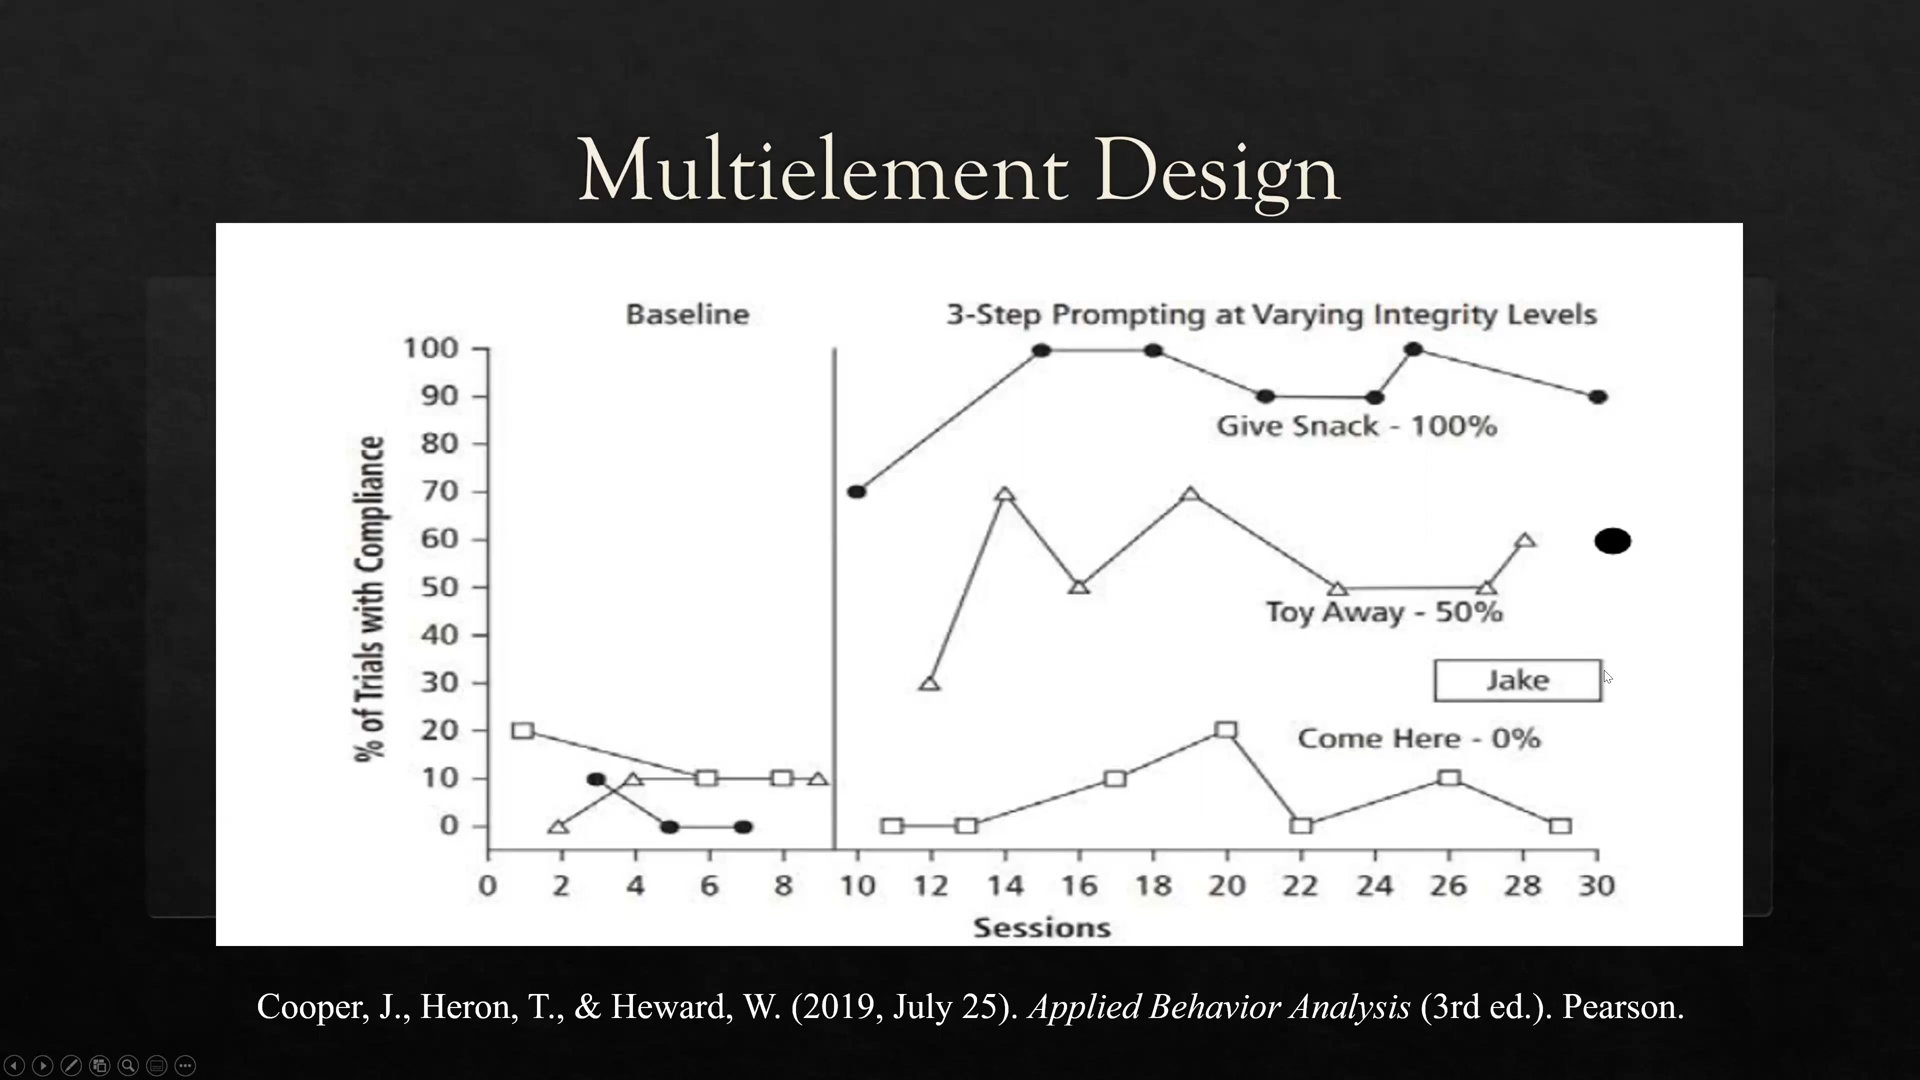 Multielement Design
Baseline
3-Step Prompting at Varying Integrity Levels
% of Trials with Compliance
100
90
80
70
60
50
40
30
20
10
0
Give Snack - 100%
Toy Away - 50%
Jake
Come Here - 0%
0 2 4 6 8 10 12 14 16 18 20 22 24 26 28 30
Sessions
Cooper, J., Heron, T., & Heward, W. (2019, July 25). Applied Behavior Analysis (3rd ed.). Pearson.